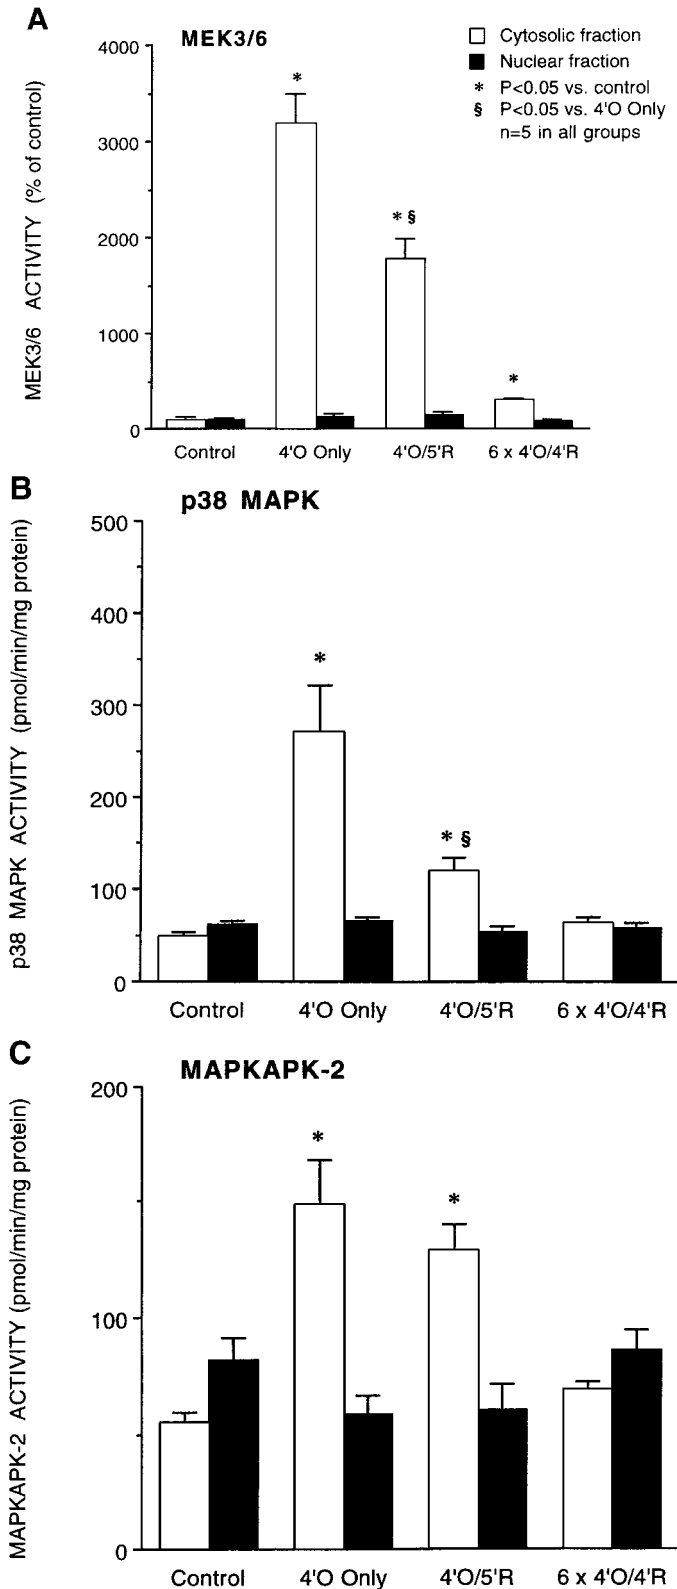 A
MEK3/6
Cytosolic fraction
Nuclear fraction
* P<0.05 vs. control
§ P<0.05 vs. 4'O Only
n=5 in all groups
MEK3/6 ACTIVITY (% of control)
4000
3000
2000
1000
0
*
* §
*
Control 4'O Only 4'O/5'R 6 x 4'O/4'R
B
p38 MAPK
p38 MAPK ACTIVITY (pmol/min/mg protein)
500
400
300
200
100
0
*
* §
Control 4'O Only 4'O/5'R 6 x 4'O/4'R
C
MAPKAPK-2
MAPKAPK-2 ACTIVITY (pmol/min/mg protein)
200
100
0
*
*
Control 4'O Only 4'O/5'R 6 x 4'O/4'R